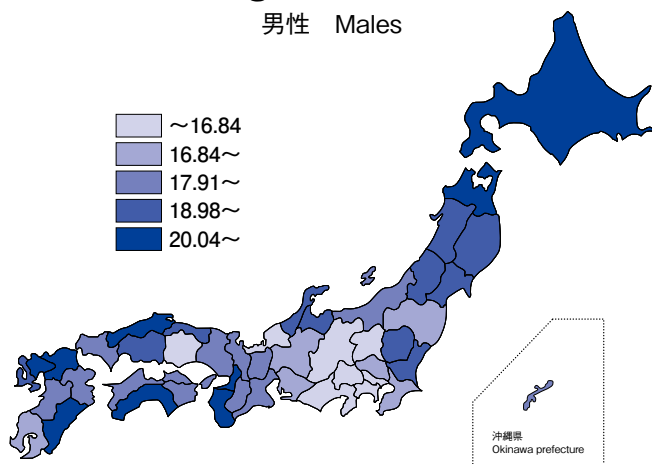 男性 Males
～16.84
16.84～
17.91～
18.98～
20.04～
沖縄県
Okinawa prefecture